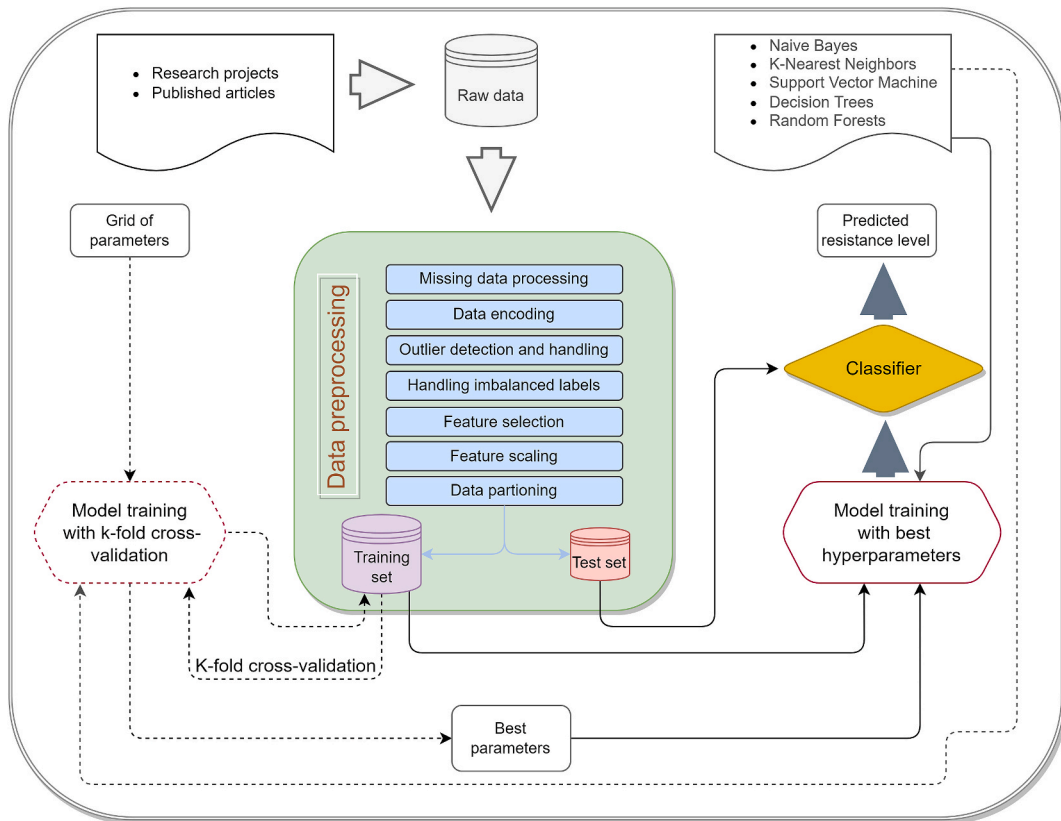 Research projects
Published articles
Raw data
Naive Bayes
K-Nearest Neighbors
Support Vector Machine
Decision Trees
Random Forests
Grid of
parameters
Predicted
resistance level
Data preprocessing
Missing data processing
Data encoding
Outlier detection and handling
Handling imbalanced labels
Feature selection
Feature scaling
Data partioning
Classifier
Model training
with k-fold cross-
validation
Training
set
Test set
Model training
with best
hyperparameters
K-fold cross-validation
Best
parameters